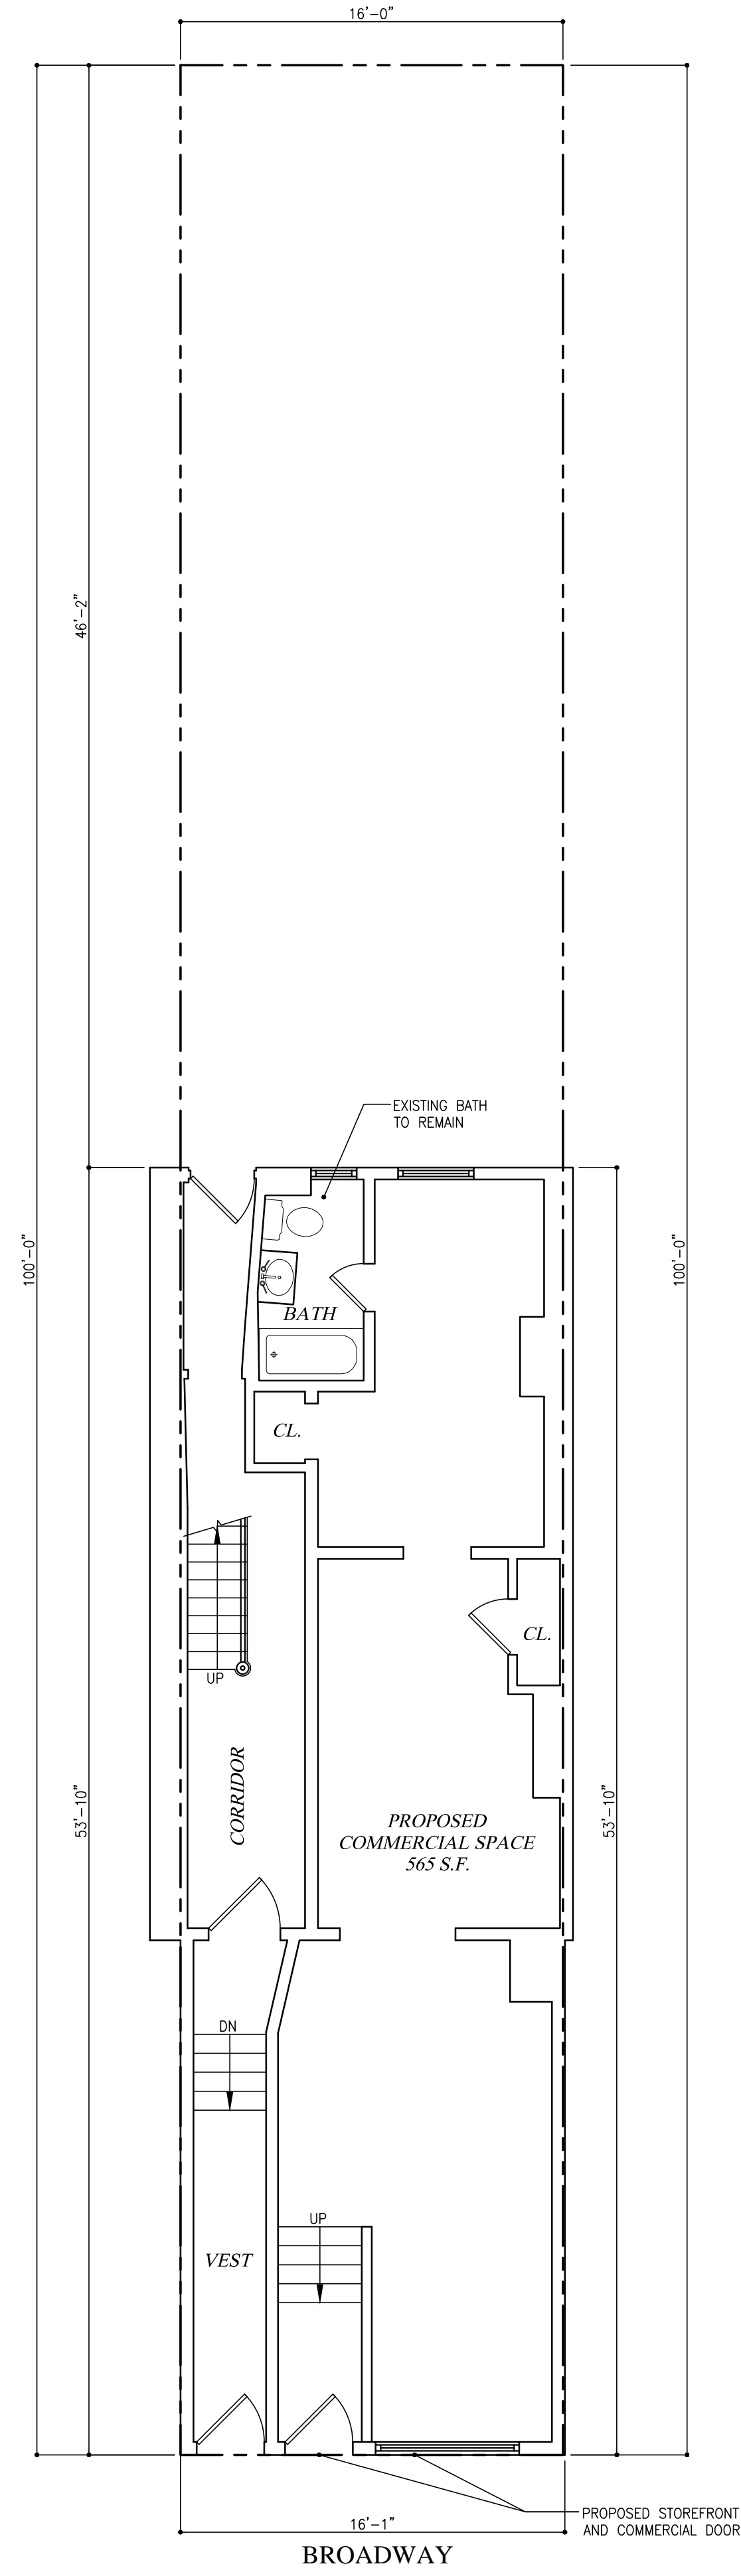 16'-0"
46'-2"
EXISTING BATH
TO REMAIN
100'-0"
100'-0"
BATH
CL.
CL.
UP
CORRIDOR
53'-10"
53'-10"
PROPOSED
COMMERCIAL SPACE
565 S.F.
DN
UP
VEST
PROPOSED STOREFRONT
AND COMMERCIAL DOOR
16'-1"
BROADWAY